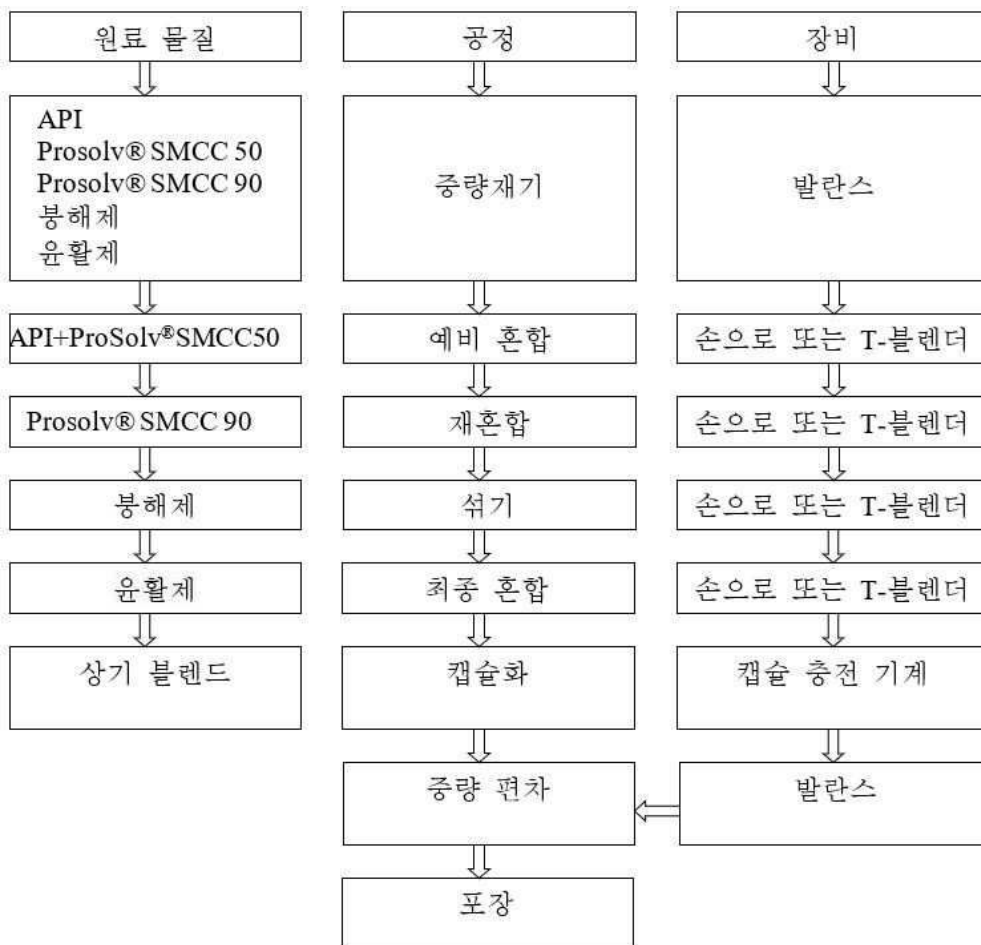 원료 물질
공정
장비
API
Prosolv® SMCC 50
Prosolv® SMCC 90
붕해제
윤활제
중량재기
발란스
API+ProSolv®SMCC50
예비 혼합
손으로 또는 T-블렌더
Prosolv® SMCC 90
재혼합
손으로 또는 T-블렌더
붕해제
섞기
손으로 또는 T-블렌더
윤활제
최종 혼합
손으로 또는 T-블렌더
상기 블렌드
캡슐화
캡슐 충전 기계
중량 편차
발란스
포장